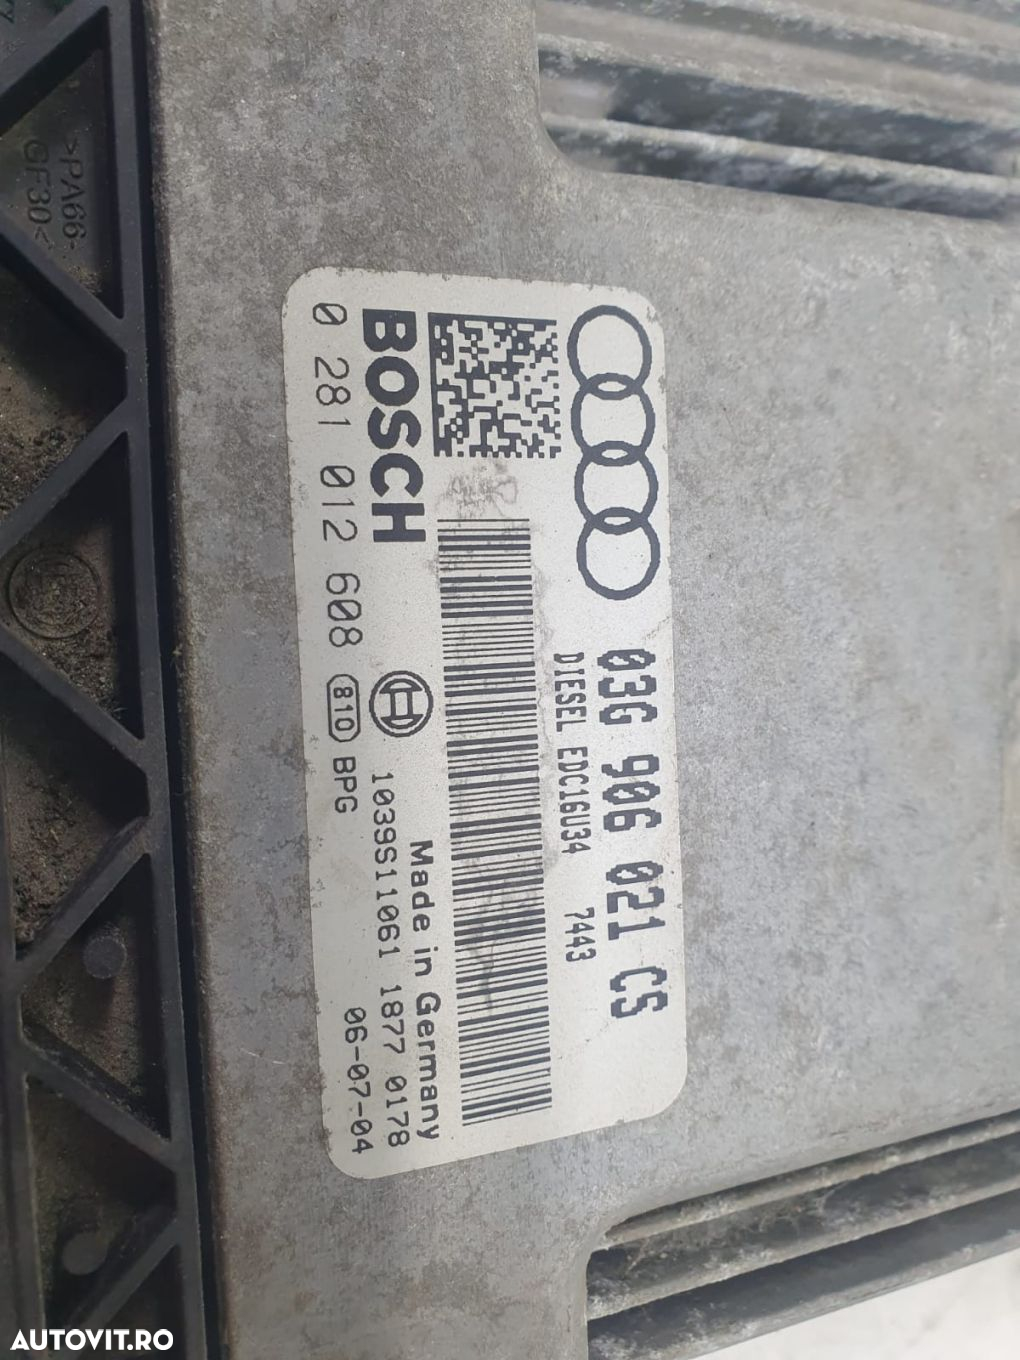 03G 906 021 CS
DIESEL EDC16U34 7443
BOSCH
Made in Germany
1039S11061 1877 0178
0 281 012 608 81D BPG
06-07-04
>PA66-
GF30<
AUTOVIT.RO